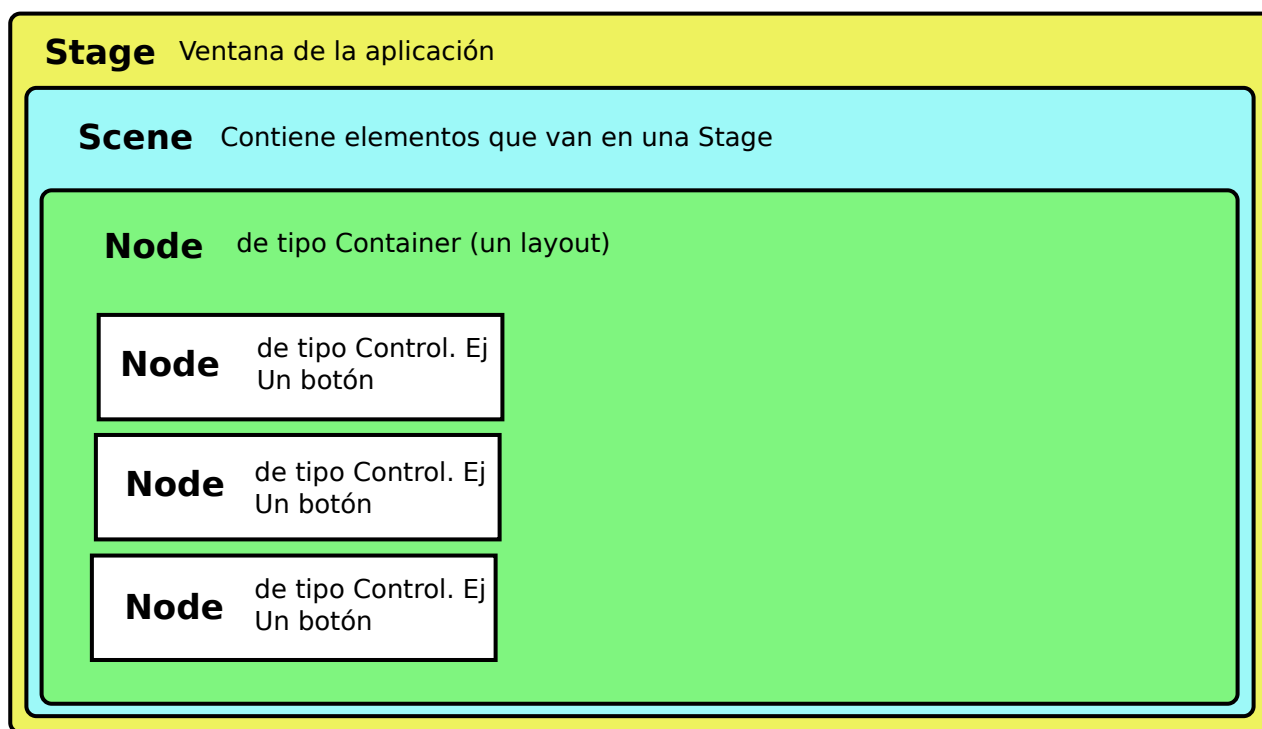 Stage Ventana de la aplicación
Scene Contiene elementos que van en una Stage
Node de tipo Container (un layout)
Node de tipo Control. Ej
Un botón
Node de tipo Control. Ej
Un botón
Node de tipo Control. Ej
Un botón